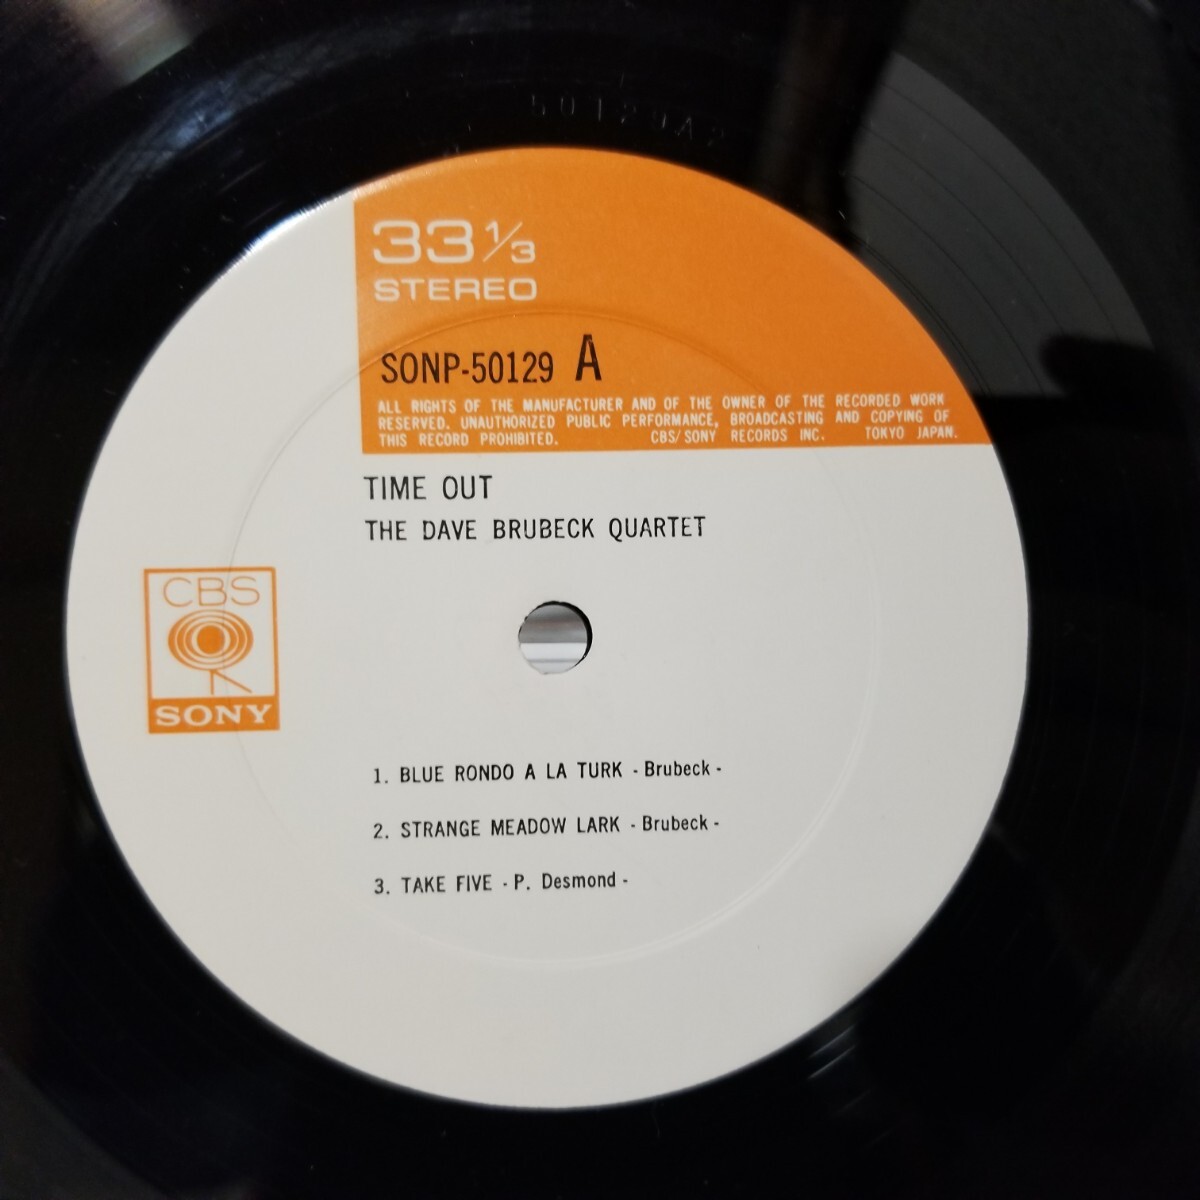 50129A2
33 1/3
STEREO
SONP-50129 A
ALL RIGHTS OF THE MANUFACTURER AND OF THE OWNER OF THE RECORDED WORK
RESERVED. UNAUTHORIZED PUBLIC PERFORMANCE, BROADCASTING AND COPYING OF
THIS RECORD PROHIBITED. CBS/SONY RECORDS INC. TOKYO JAPAN.
TIME OUT
THE DAVE BRUBECK QUARTET
CBS
SONY
1. BLUE RONDO A LA TURK - Brubeck -
2. STRANGE MEADOW LARK - Brubeck -
3. TAKE FIVE - P. Desmond -